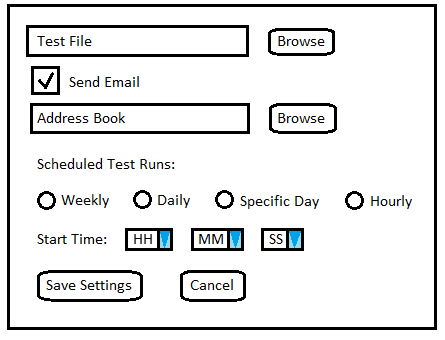 Test File Browse
Send Email
Address Book Browse
Scheduled Test Runs:
Weekly Daily Specific Day Hourly
Start Time: HH MM SS
Save Settings Cancel